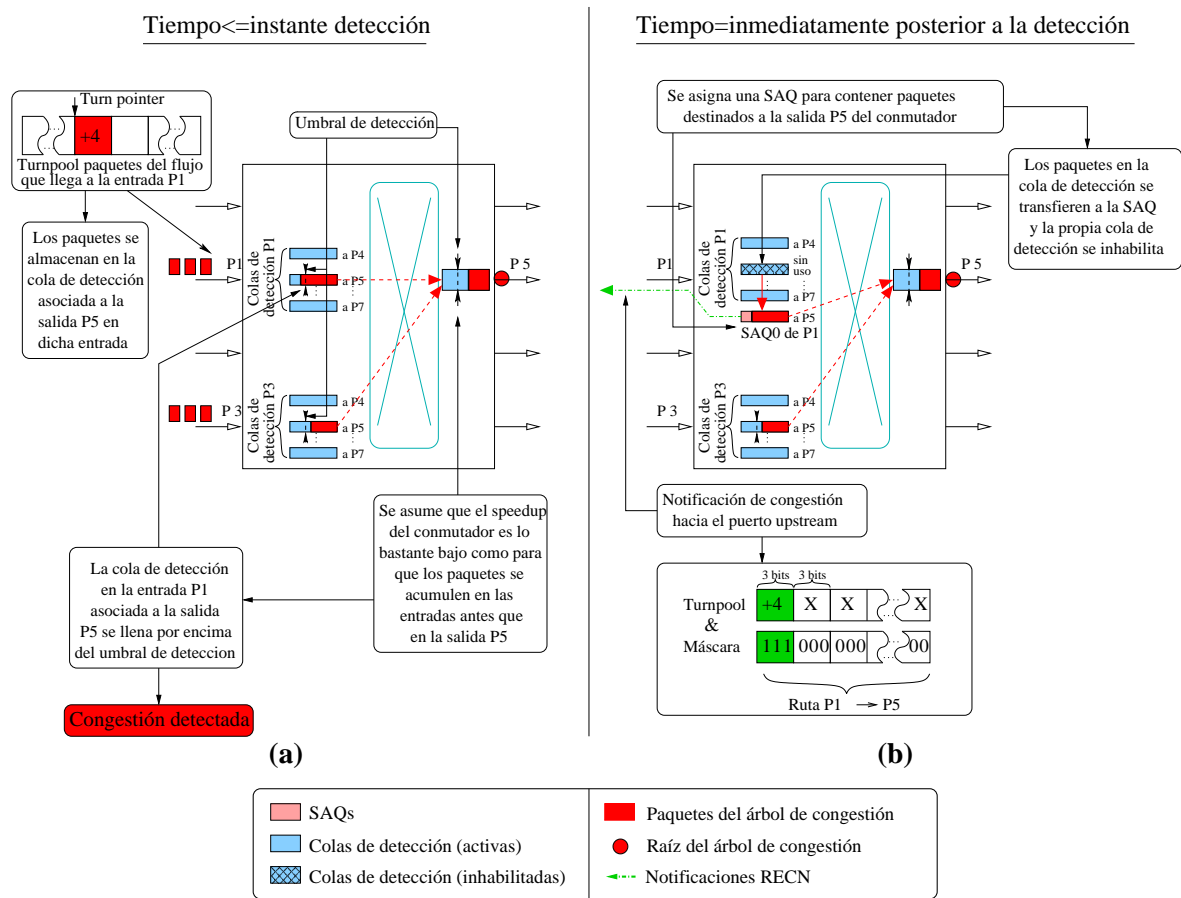 Tiempo<=instante detección
Turn pointer
+4
Turnpool paquetes del flujo
que llega a la entrada P1
Umbral de detección
Los paquetes se
almacenan en la
cola de detección
asociada a la
salida P5 en
dicha entrada
P1
Colas de
detección P1
a P4
a P5
a P7
P 5
P 3
Colas de
detección P3
a P4
a P5
a P7
Se asume que el speedup
del conmutador es lo
bastante bajo como para
que los paquetes se
acumulen en las
entradas antes que
en la salida P5
La cola de detección
en la entrada P1
asociada a la salida
P5 se llena por encima
del umbral de deteccion
Congestión detectada
(a)
Tiempo=inmediatamente posterior a la detección
Se asigna una SAQ para contener paquetes
destinados a la salida P5 del conmutador
Los paquetes en la
cola de detección se
transfieren a la SAQ
y la propia cola de
detección se inhabilita
P1
Colas de
detección P1
a P4
sin
uso
a P7
a P5
SAQ0 de P1
P 5
P 3
Colas de
detección P3
a P4
a P5
a P7
Notificación de congestión
hacia el puerto upstream
3 bits 3 bits
Turnpool
+4 X X ... X
&
Máscara
111 000 000 ... 00
Ruta P1 → P5
(b)
SAQs
Colas de detección (activas)
Colas de detección (inhabilitadas)
Paquetes del árbol de congestión
Raíz del árbol de congestión
Notificaciones RECN